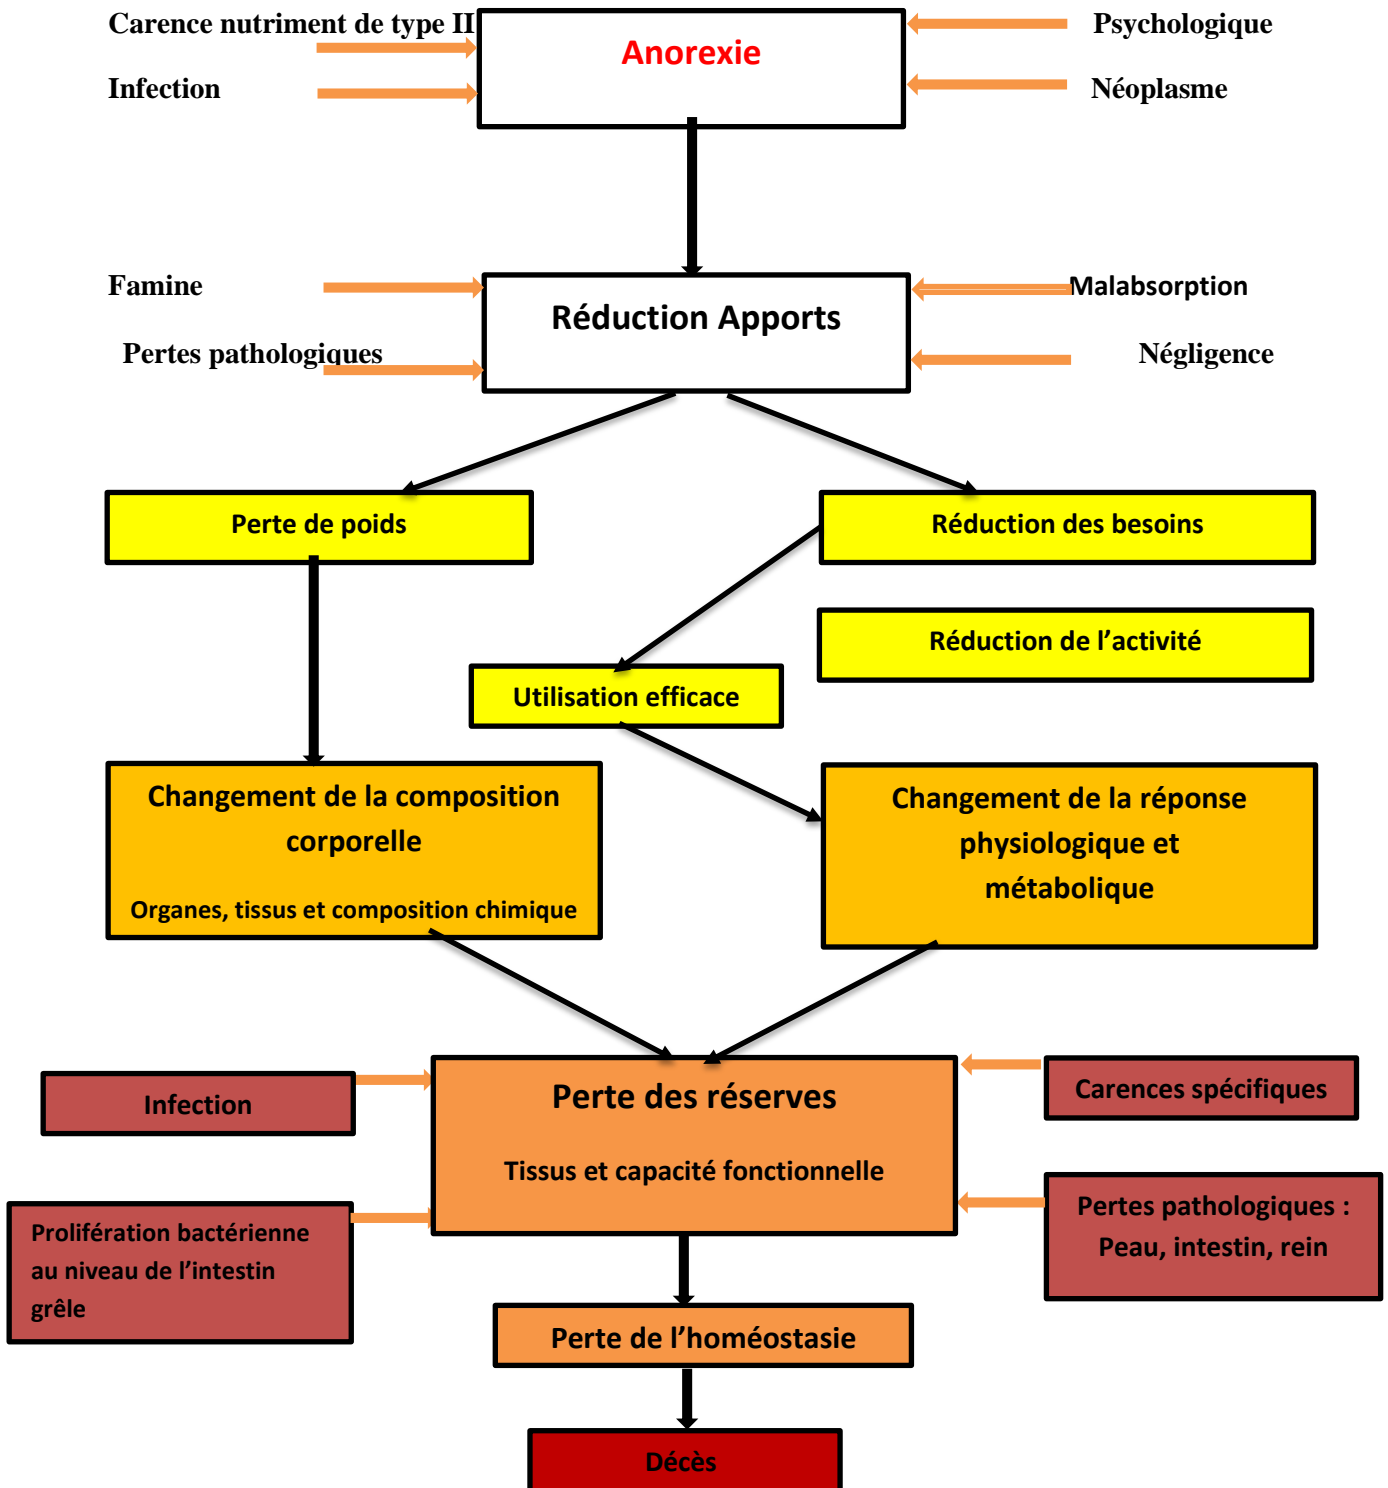 Carence nutriment de type II
Anorexie
Psychologique
Infection
Néoplasme
Famine
Malabsorption
Réduction Apports
Pertes pathologiques
Négligence
Perte de poids
Réduction des besoins
Réduction de l’activité
Utilisation efficace
Changement de la composition
corporelle
Organes, tissus et composition chimique
Changement de la réponse
physiologique et
métabolique
Infection
Perte des réserves
Tissus et capacité fonctionnelle
Carences spécifiques
Prolifération bactérienne
au niveau de l’intestin
grêle
Pertes pathologiques :
Peau, intestin, rein
Perte de l’homéostasie
Décès